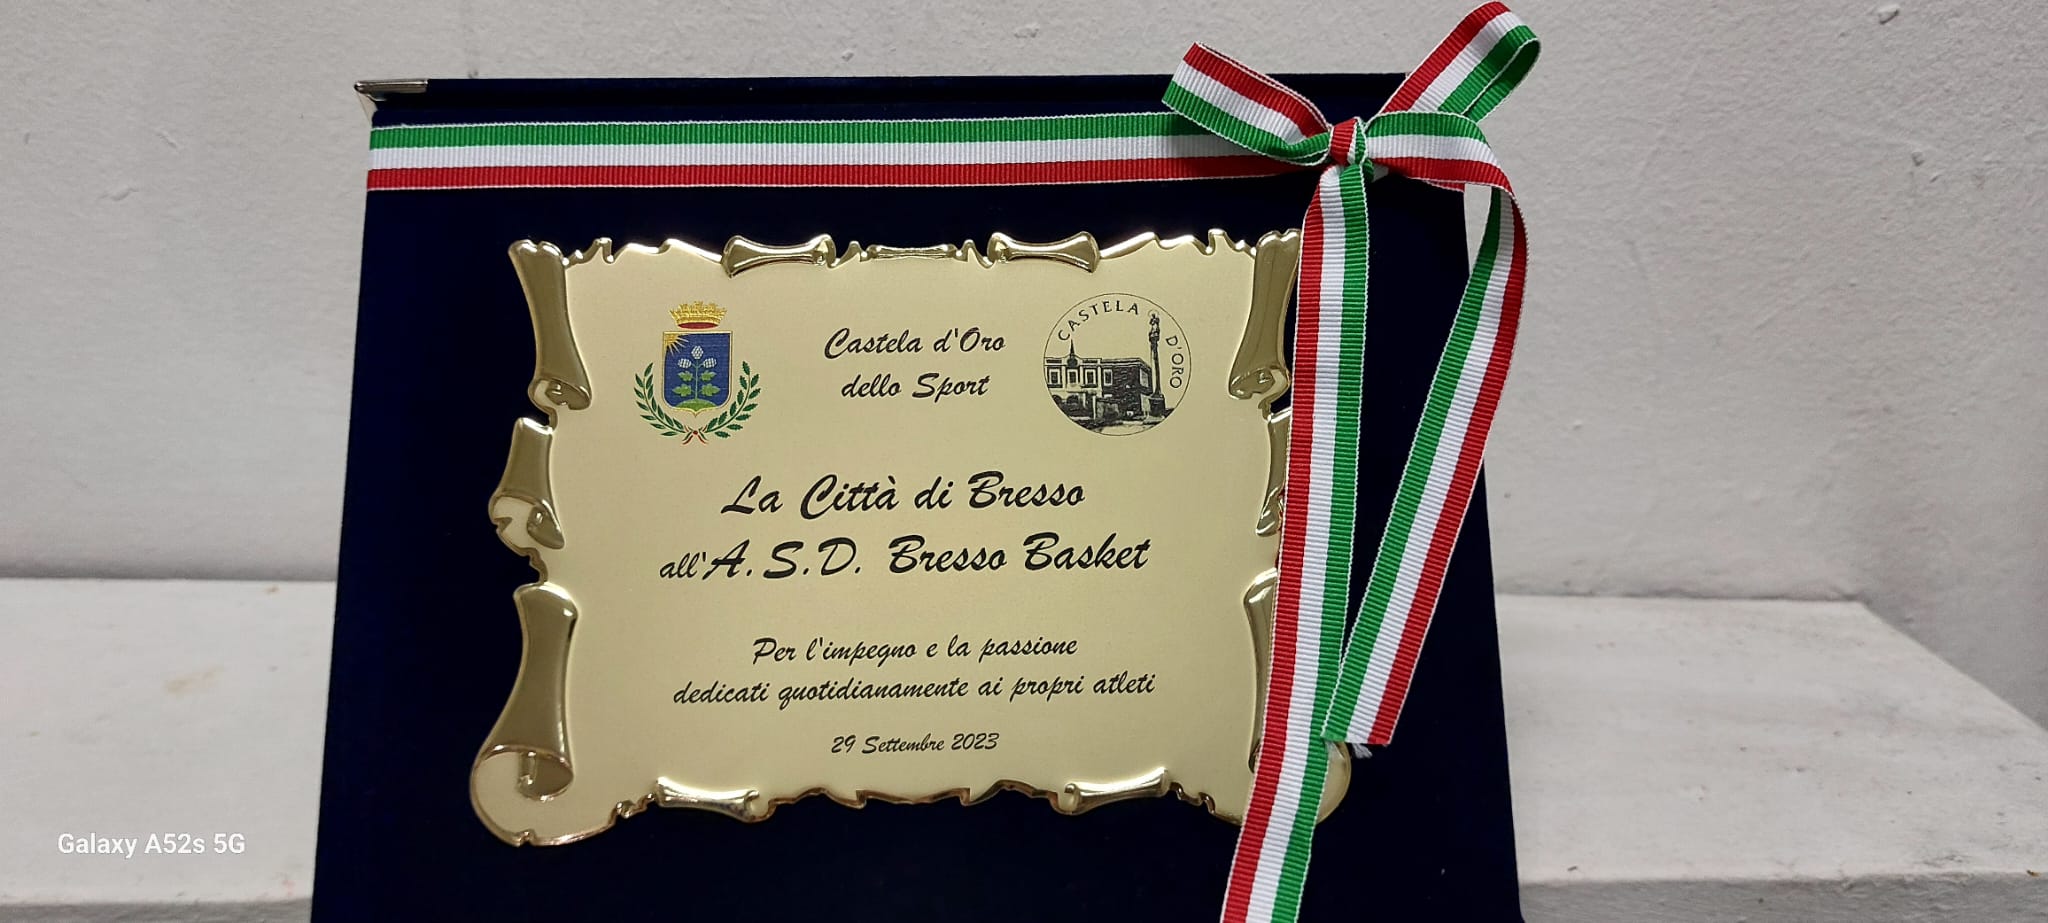 Castela d'Oro
dello Sport
CASTELA D'ORO
La Città di Bresso
all'A.S.D. Bresso Basket
Per l'impegno e la passione
dedicati quotidianamente ai propri atleti
29 Settembre 2023
Galaxy A52s 5G